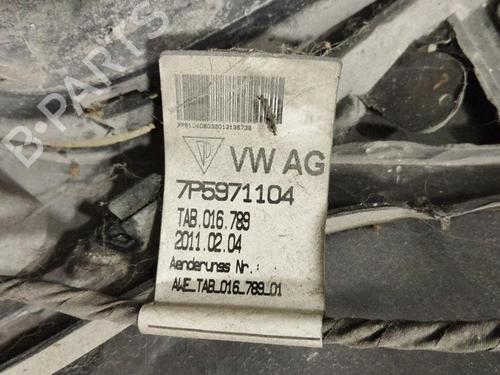 B-PARTS
VW AG
7P5971104
TAB.016.789
2011.02.04
Aenderungs Nr.:
AWE_TAB_016_789_01